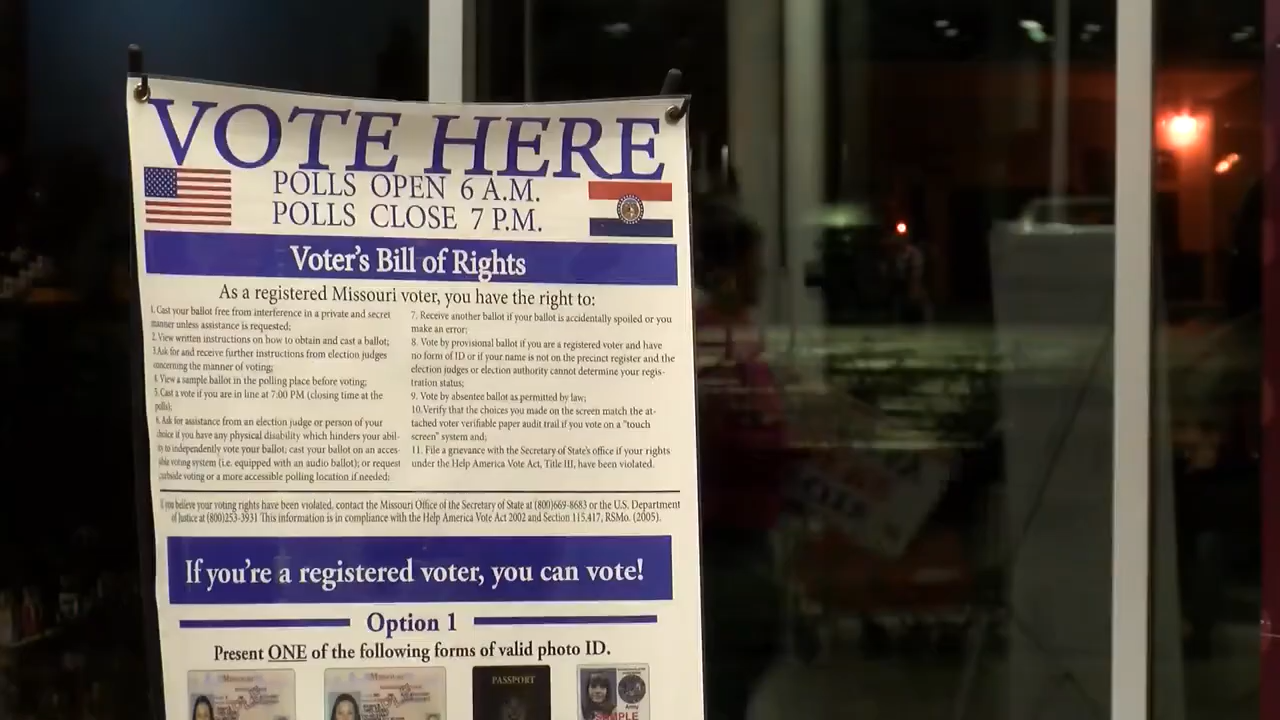 VOTE HERE
POLLS OPEN 6 A.M.
POLLS CLOSE 7 P.M.
Voter's Bill of Rights
As a registered Missouri voter, you have the right to:
1. Cast your ballot free from interference in a private and secret
manner unless assistance is requested;
2. View written instructions on how to obtain and cast a ballot;
3 Ask for and receive further instructions from election judges
concerning the manner of voting;
4. View a sample ballot in the polling place before voting;
5. Cast a vote if you are in line at 7:00 PM (closing time at the
polls);
6. Ask for assistance from an election judge or person of your
choice if you have any physical disability which hinders your abil-
ity to independently vote your ballot; cast your ballot on an acces-
sible voting system (i.e. equipped with an audio ballot); or request
curbside voting or a more accessible polling location if needed;
7. Receive another ballot if your ballot is accidentally spoiled or you
make an error;
8. Vote by provisional ballot if you are a registered voter and have
no form of ID or if your name is not on the precinct register and the
election judges or election authority cannot determine your regis-
tration status;
9. Vote by absentee ballot as permitted by law;
10. Verify that the choices you made on the screen match the at-
tached voter verifiable paper audit trail if you vote on a "touch
screen" system and;
11. File a grievance with the Secretary of State's office if your rights
under the Help America Vote Act, Title III, have been violated.
If you believe your voting rights have been violated, contact the Missouri Office of the Secretary of State at (800)669-8683 or the U.S. Department
of Justice at (800)253-3931 This information is in compliance with the Help America Vote Act 2002 and Section 115.417, RSMo. (2005).
If you're a registered voter, you can vote!
Option 1
Present ONE of the following forms of valid photo ID.
PASSPORT
Army
SAMPLE